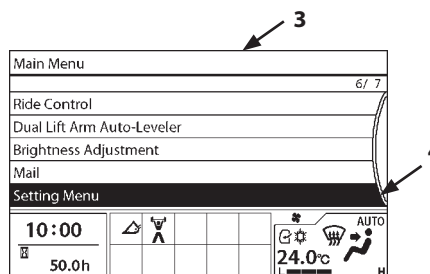 3
Main Menu
6/ 7
Ride Control
Dual Lift Arm Auto-Leveler
Brightness Adjustment
Mail
Setting Menu
10:00
AUTO
50.0h
24.0℃
L H